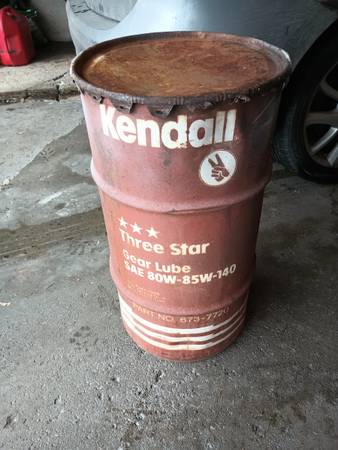 Kendall
Three Star
Gear Lube
SAE 80W-85W-140
PART NO. 673-7720